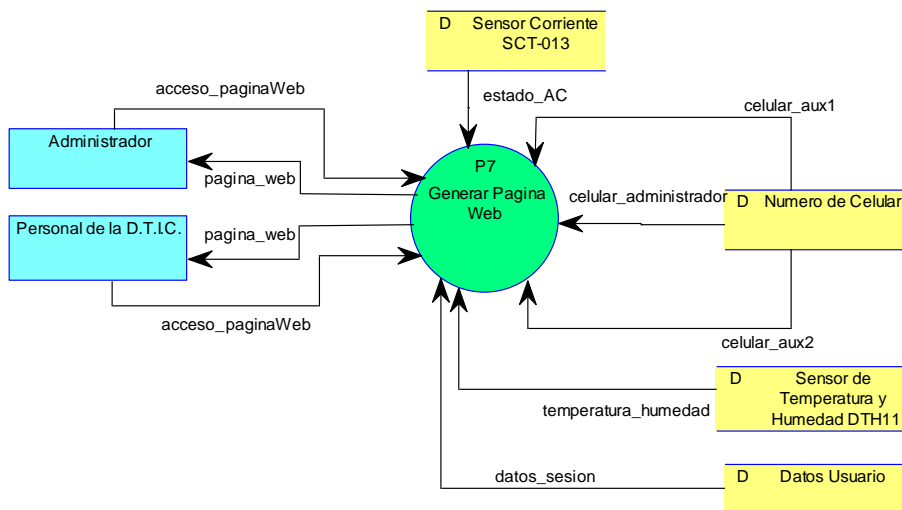 D Sensor Corriente
SCT-013
acceso_paginaWeb
estado_AC
celular_aux1
Administrador
P7
pagina_web
Generar Pagina
Web
celular_administrador
D Numero de Celular
Personal de la D.T.I.C.
pagina_web
acceso_paginaWeb
celular_aux2
D Sensor de
Temperatura y
Humedad DTH11
temperatura_humedad
datos_sesion
D Datos Usuario